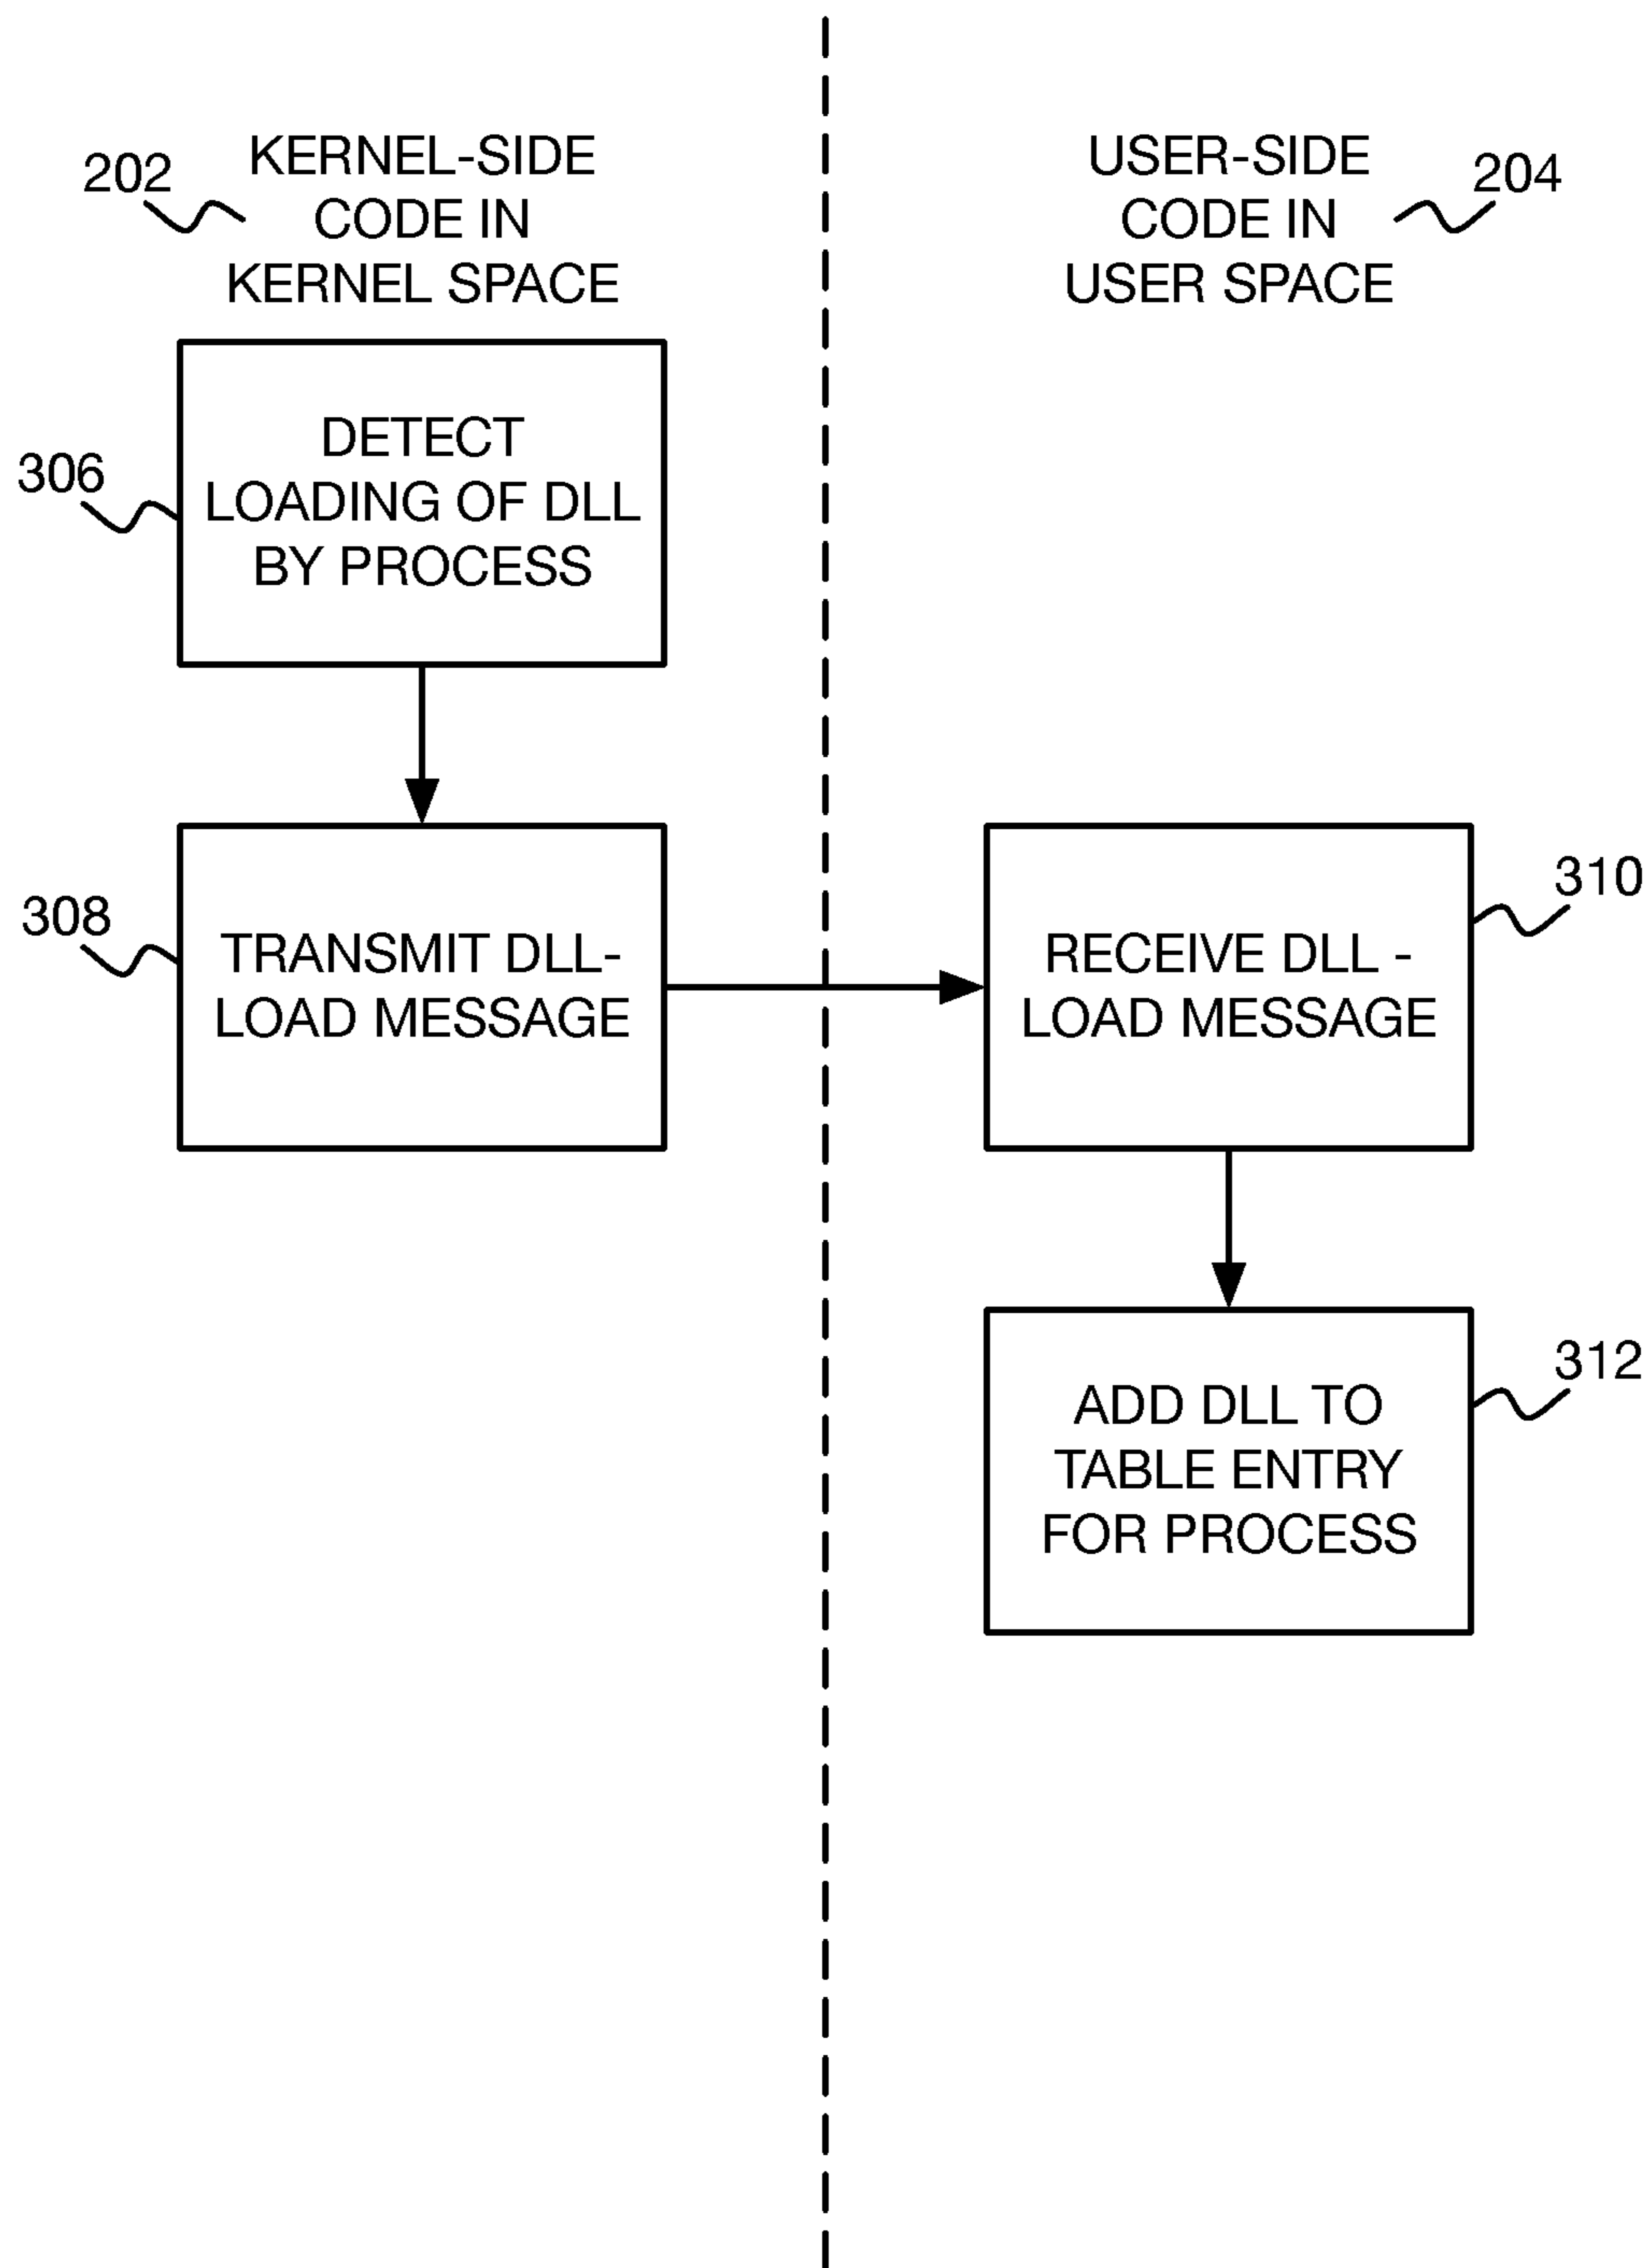 202
KERNEL-SIDE
CODE IN
KERNEL SPACE
USER-SIDE
CODE IN
USER SPACE
204
306
DETECT
LOADING OF DLL
BY PROCESS
308
TRANSMIT DLL-
LOAD MESSAGE
RECEIVE DLL -
LOAD MESSAGE
310
ADD DLL TO
TABLE ENTRY
FOR PROCESS
312